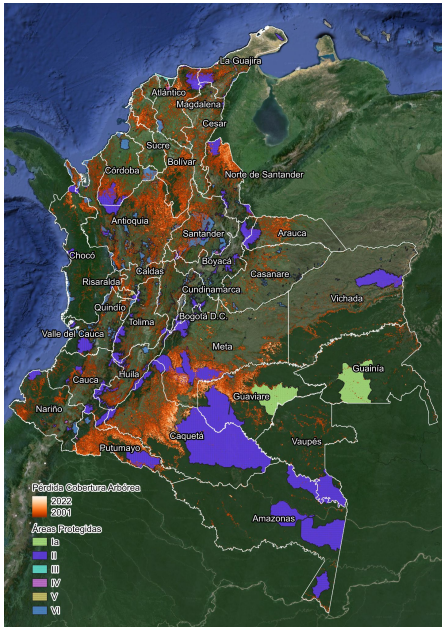 La Guajira
Atlántico
Magdalena
Cesar
Sucre
Bolívar
Córdoba
Norte de Santander
Antioquia
Santander
Arauca
Chocó
Boyacá
Caldas
Casanare
Risaralda
Cundinamarca
Vichada
Quindío
Bogotá D.C.
Tolima
Valle del Cauca
Meta
Guainía
Huila
Cauca
Guaviare
Nariño
Caquetá
Vaupés
Putumayo
Pérdida Cobertura Arbórea
2022
2001
Amazonas
Áreas Protegidas
Ia
II
III
IV
V
VI